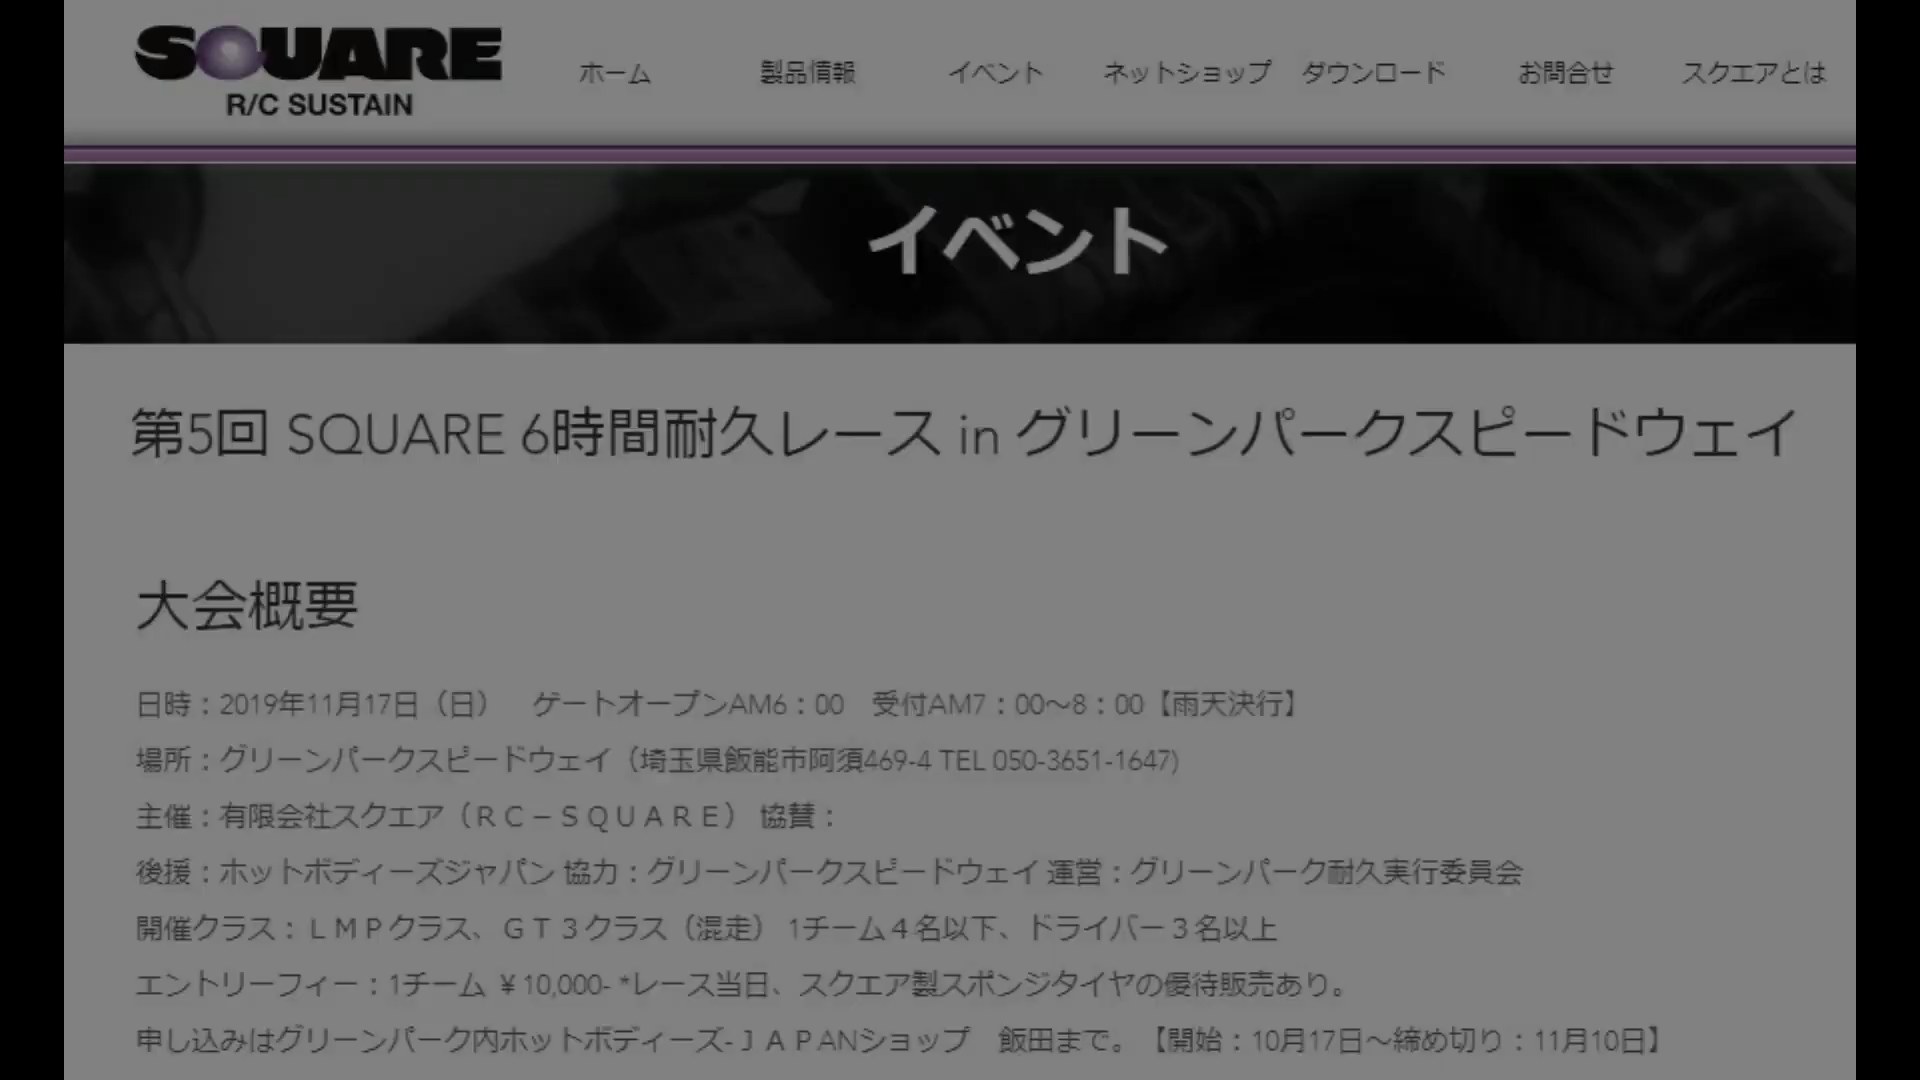 SQUARE
R/C SUSTAIN
ホーム 製品情報 イベント ネットショップ ダウンロード お問合せ スクエアとは
イベント
第5回 SQUARE 6時間耐久レース in グリーンパークスピードウェイ
大会概要
日時：2019年11月17日（日）　ゲートオープンAM6：00　受付AM7：00～8：00【雨天決行】
場所：グリーンパークスピードウェイ（埼玉県飯能市阿須469-4 TEL 050-3651-1647)
主催：有限会社スクエア（ＲＣ－ＳＱＵＡＲＥ） 協賛：
後援：ホットボディーズジャパン 協力：グリーンパークスピードウェイ 運営：グリーンパーク耐久実行委員会
開催クラス：ＬＭＰクラス、ＧＴ３クラス（混走） 1チーム４名以下、ドライバー３名以上
エントリーフィー：1チーム ￥10,000- *レース当日、スクエア製スポンジタイヤの優待販売あり。
申し込みはグリーンパーク内ホットボディーズ-ＪＡＰANショップ　飯田まで。【開始：10月17日～締め切り：11月10日】